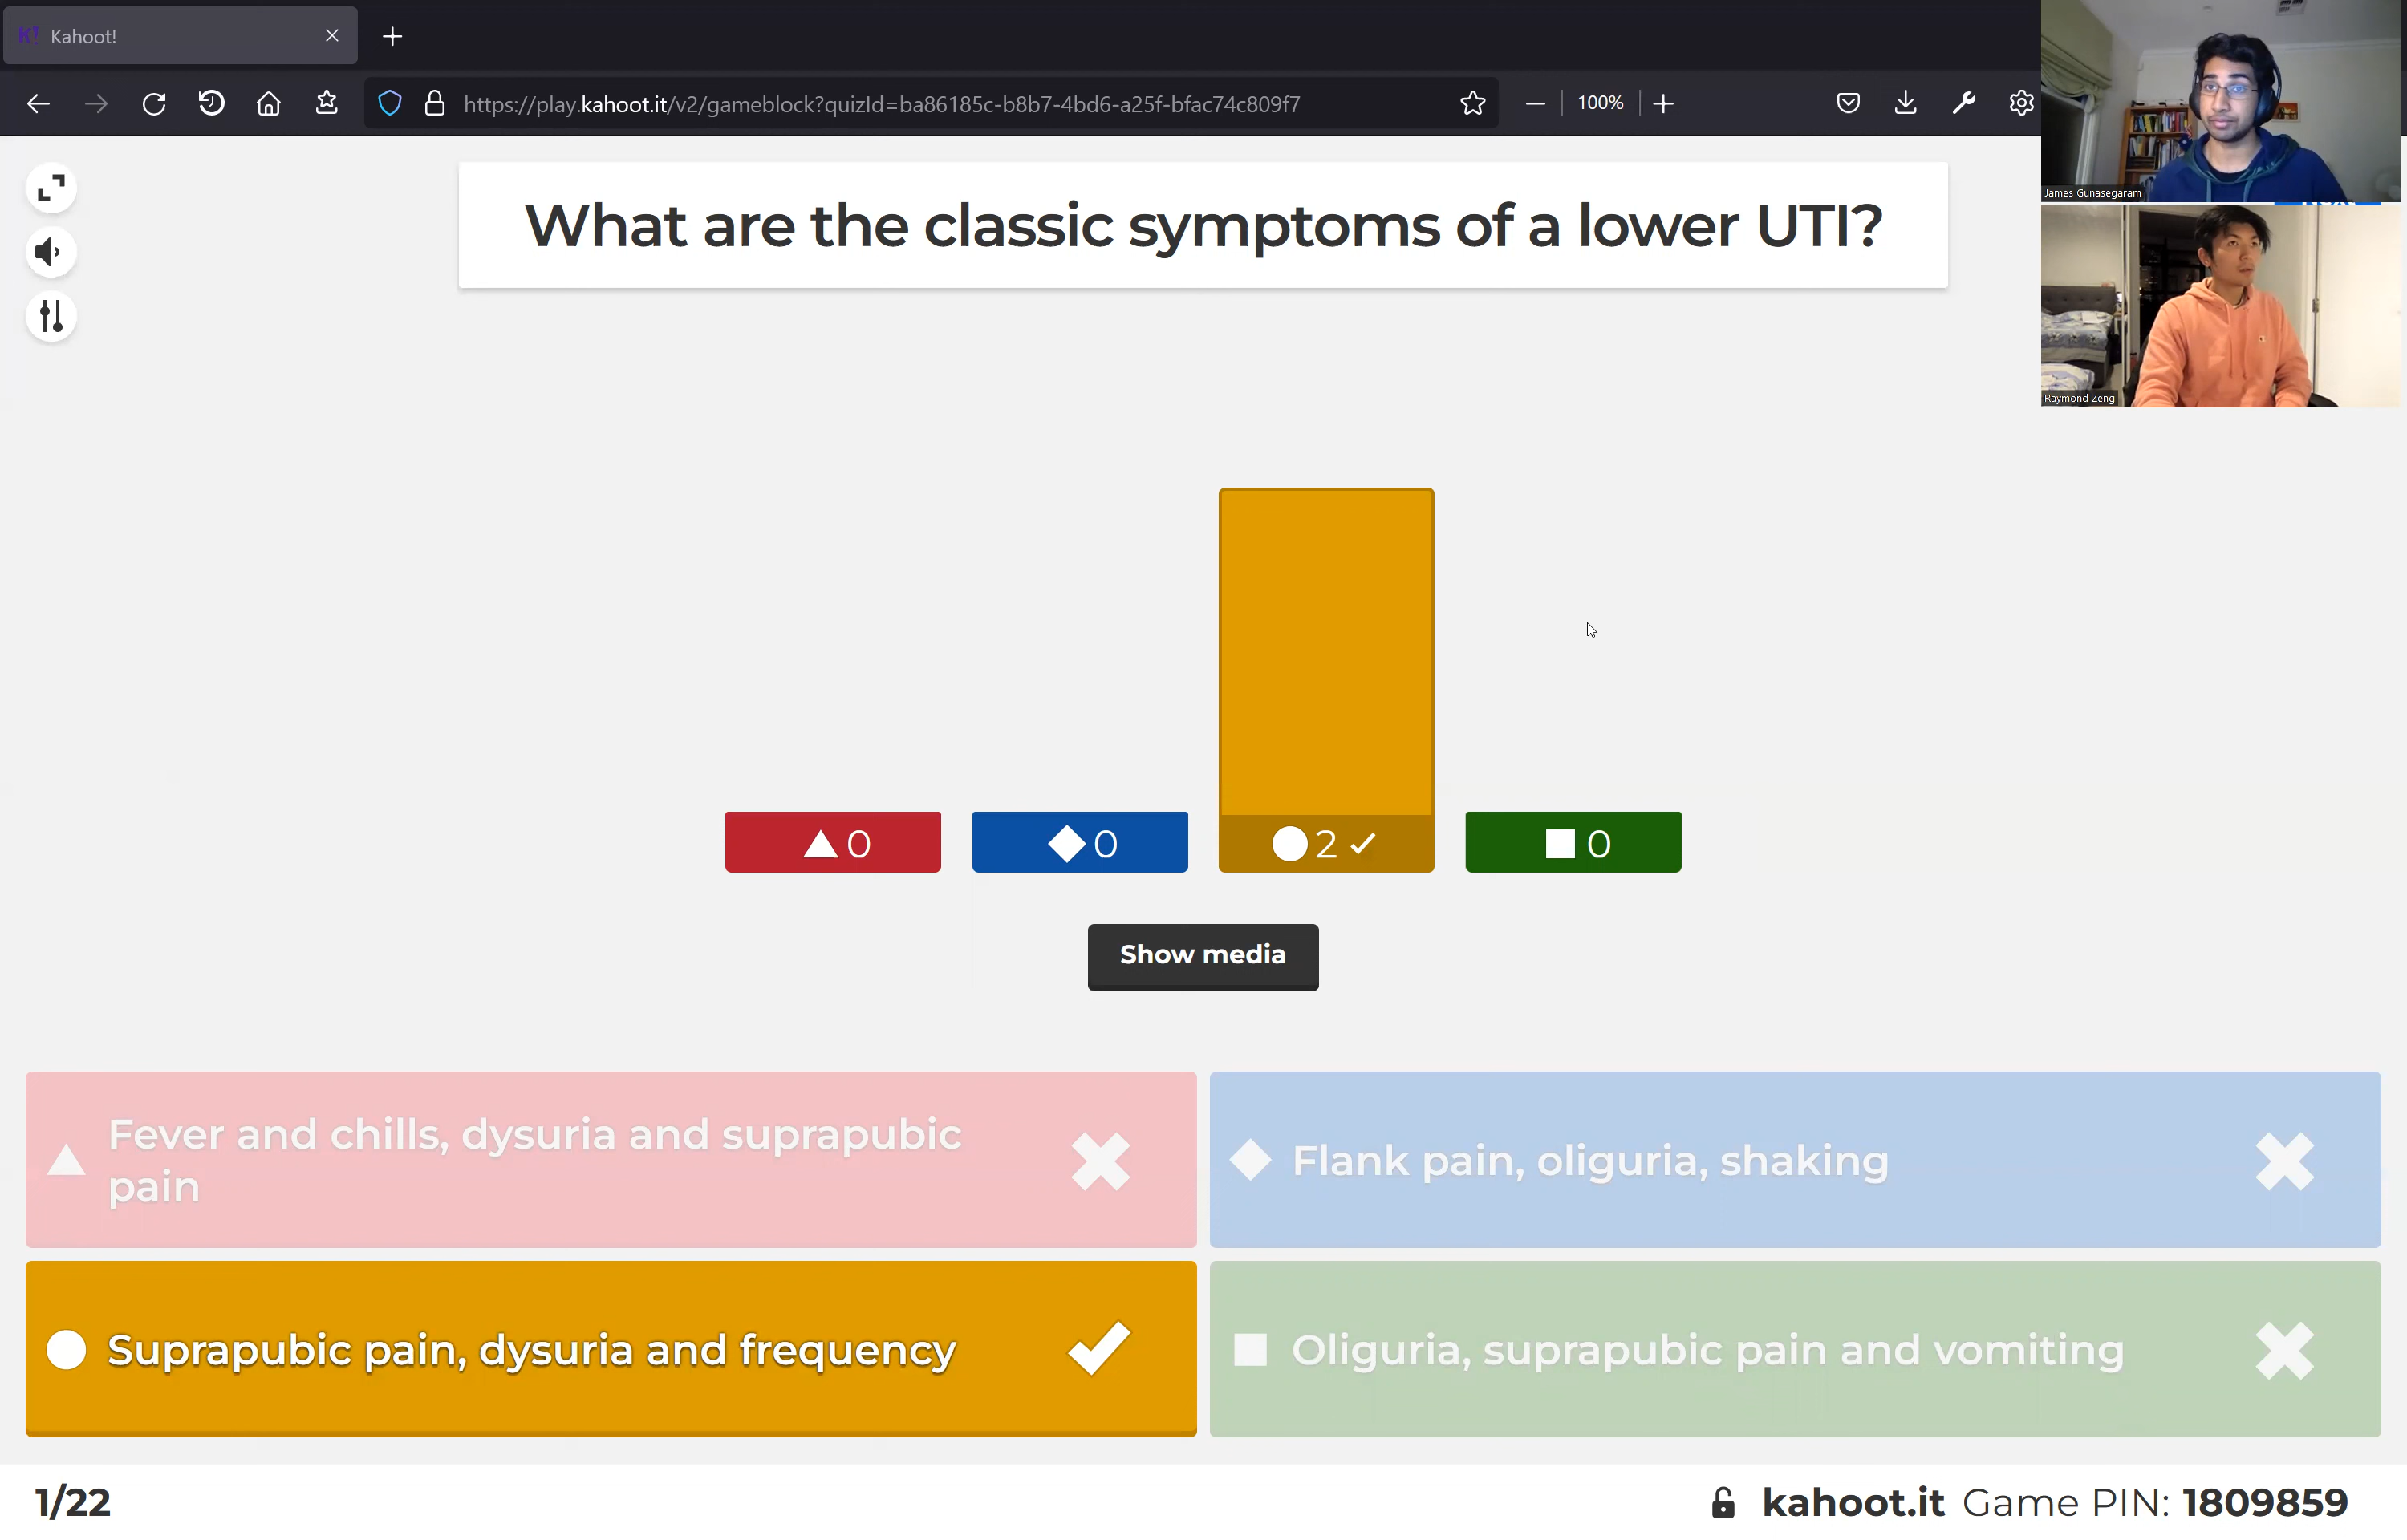 Kahoot!
https://play.kahoot.it/v2/gameblock?quizId=ba86185c-b8b7-4bd6-a25f-bfac74c809f7
100%
James Gunasegaram
What are the classic symptoms of a lower UTI?
Raymond Zeng
0
0
2
0
Show media
Fever and chills, dysuria and suprapubic
pain
Flank pain, oliguria, shaking
Suprapubic pain, dysuria and frequency
Oliguria, suprapubic pain and vomiting
1/22
kahoot.it Game PIN: 1809859